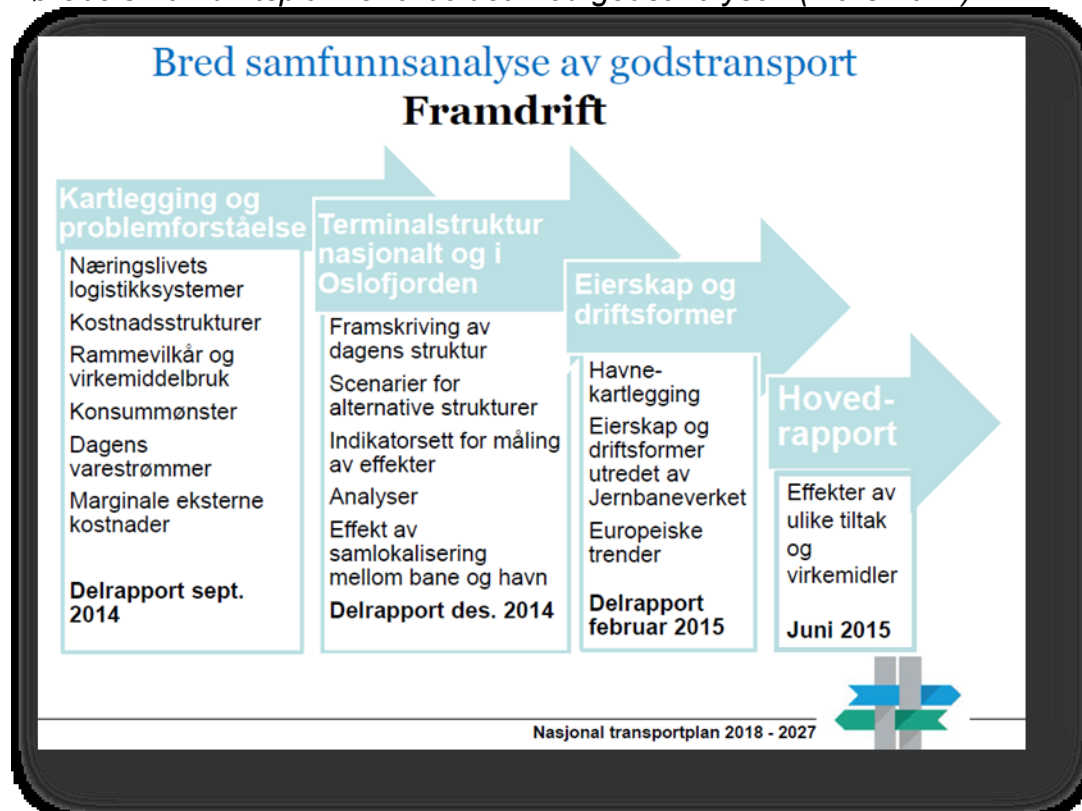 Bred samfunnsanalyse av godstransport
Framdrift
Kartlegging og
problemforståelse
Næringslivets
logistikksystemer
Kostnadsstrukturer
Rammevilkår og
virkemiddelbruk
Konsummønster
Dagens
varestrømmer
Marginale eksterne
kostnader
Delrapport sept.
2014
Terminalstruktur
nasjonalt og i
Oslofjorden
Framskriving av
dagens struktur
Scenarier for
alternative strukturer
Indikatorsett for måling
av effekter
Analyser
Effekt av
samlokalisering
mellom bane og havn
Delrapport des. 2014
Eierskap og
driftsformer
Havne-
kartlegging
Eierskap og
driftsformer
utredet av
Jernbaneverket
Europeiske
trender
Delrapport
februar 2015
Hoved-
rapport
Effekter av
ulike tiltak
og
virkemidler
Juni 2015
Nasjonal transportplan 2018 - 2027